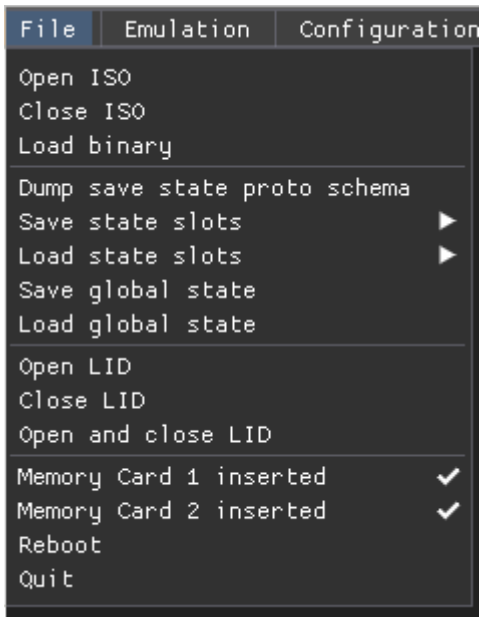 File Emulation Configuration
Open ISO
Close ISO
Load binary
Dump save state proto schema
Save state slots
Load state slots
Save global state
Load global state
Open LID
Close LID
Open and close LID
Memory Card 1 inserted
Memory Card 2 inserted
Reboot
Quit